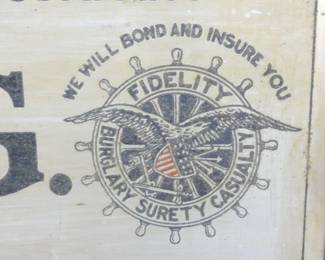 G.
WE WILL BOND AND INSURE YOU
FIDELITY
BURGLARY SURETY CASUALTY